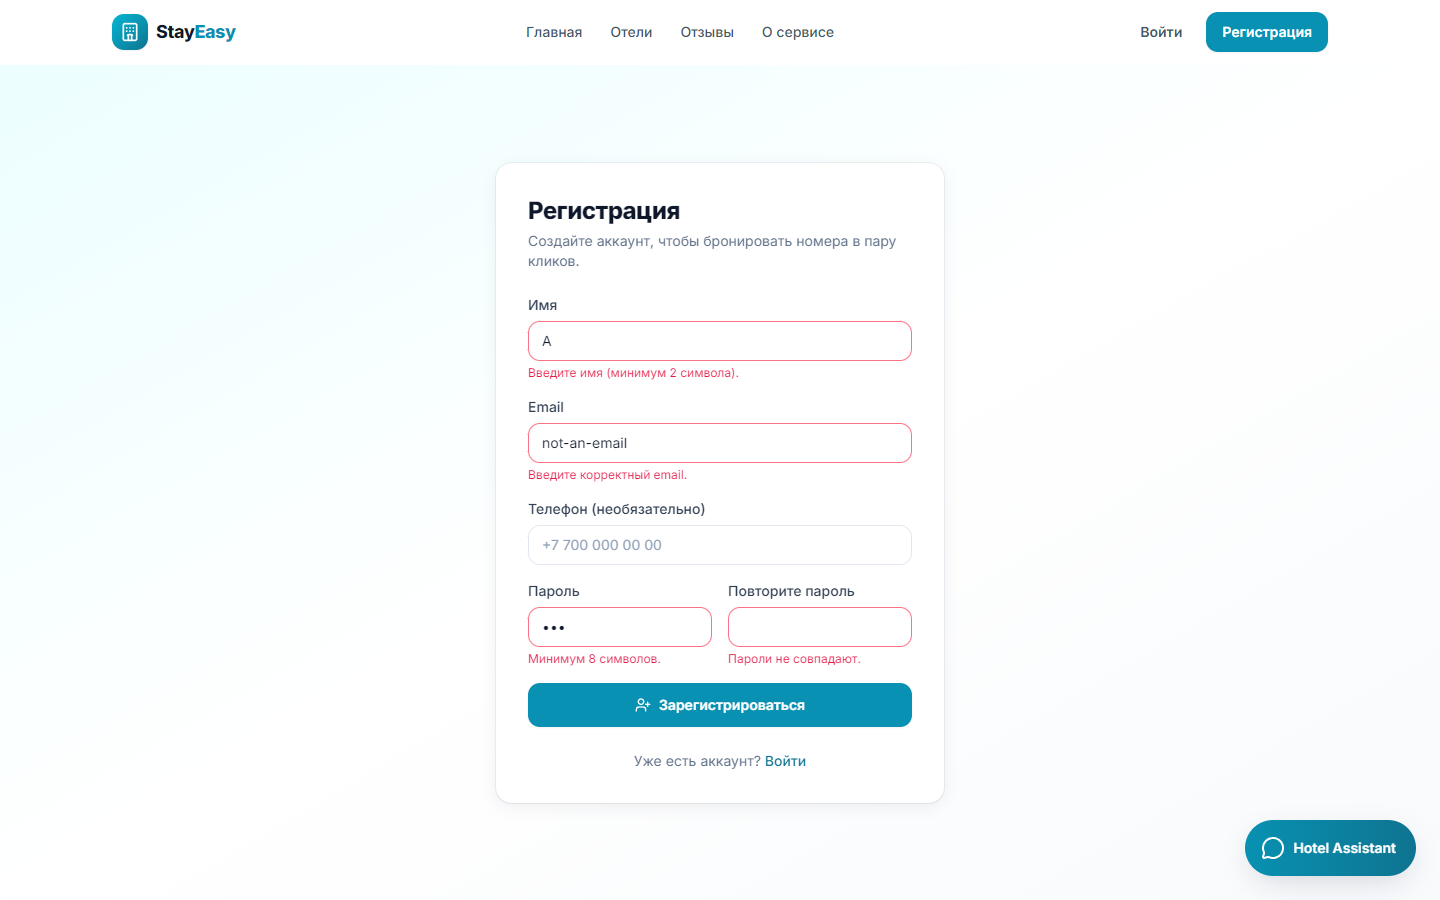 StayEasy
Главная
Отели
Отзывы
О сервисе
Войти
Регистрация
Регистрация
Создайте аккаунт, чтобы бронировать номера в пару
кликов.
Имя
А
Введите имя (минимум 2 символа).
Email
not-an-email
Введите корректный email.
Телефон (необязательно)
+7 700 000 00 00
Пароль
Повторите пароль
•••
Минимум 8 символов.
Пароли не совпадают.
Зарегистрироваться
Уже есть аккаунт? Войти
Hotel Assistant